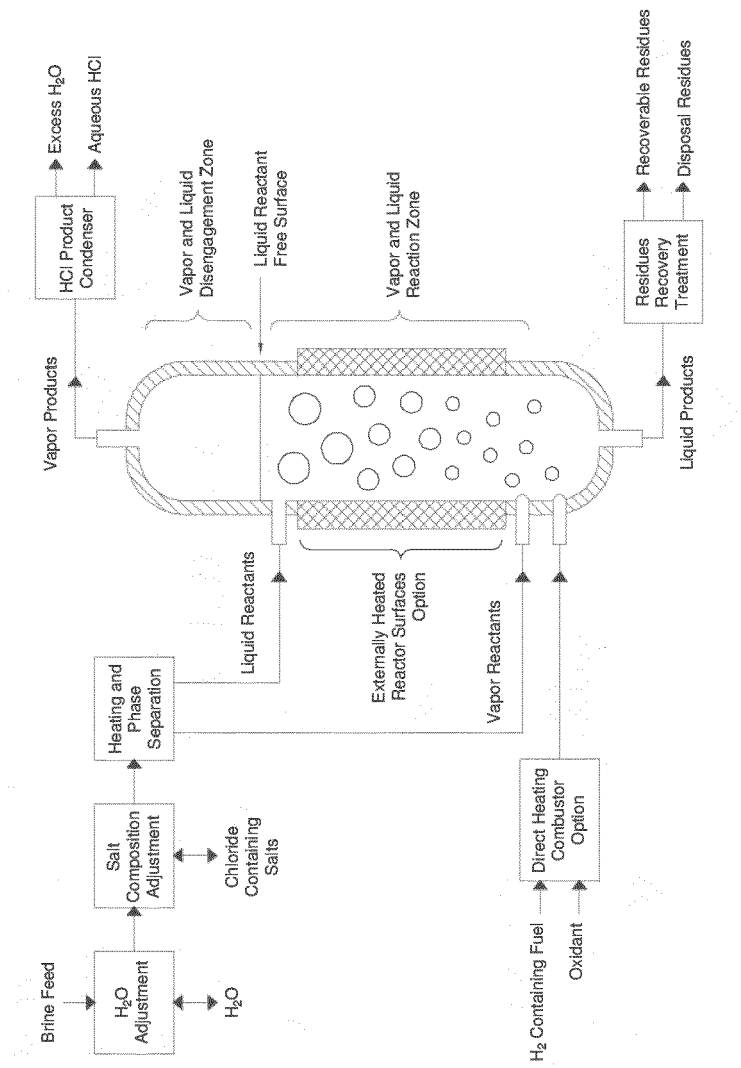 Brine Feed
H₂O
Adjustment
H₂O
Salt
Composition
Adjustment
Chloride
Containing
Salts
Heating and
Phase
Separation
Liquid Reactants
Externally Heated
Reactor Surfaces
Option
Vapor Reactants
H₂ Containing Fuel
Oxidant
Direct Heating
Combustor
Option
Vapor Products
HCl Product
Condenser
Excess H₂O
Aqueous HCl
Vapor and Liquid
Disengagement Zone
Liquid Reactant
Free Surface
Vapor and Liquid
Reaction Zone
Liquid Products
Residues
Recovery
Treatment
Recoverable Residues
Disposal Residues